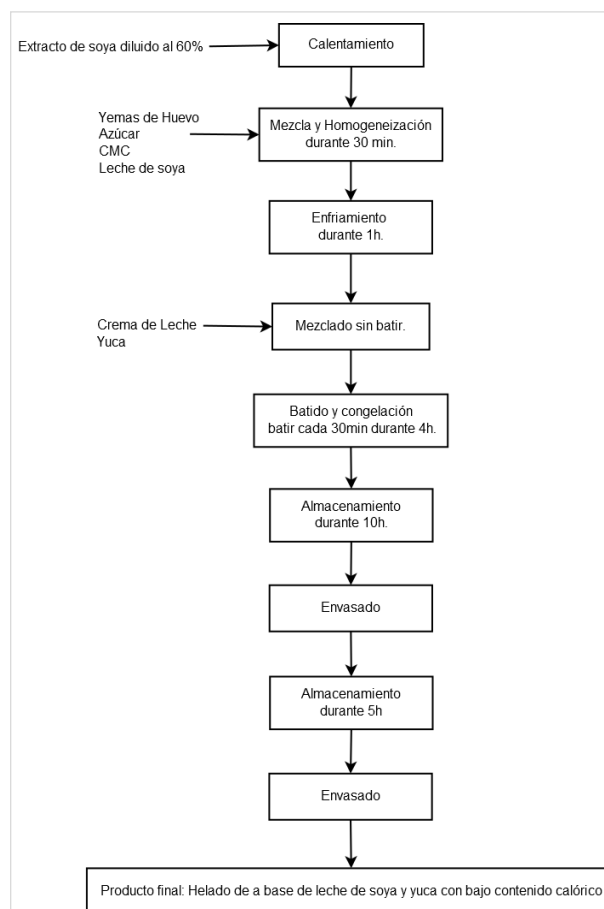 Extracto de soya diluido al 60%
Calentamiento
Yemas de Huevo
Azúcar
CMC
Leche de soya
Mezcla y Homogeneización
durante 30 min.
Enfriamiento
durante 1h.
Crema de Leche
Yuca
Mezclado sin batir.
Batido y congelación
batir cada 30min durante 4h.
Almacenamiento
durante 10h.
Envasado
Almacenamiento
durante 5h
Envasado
Producto final: Helado de a base de leche de soya y yuca con bajo contenido calórico